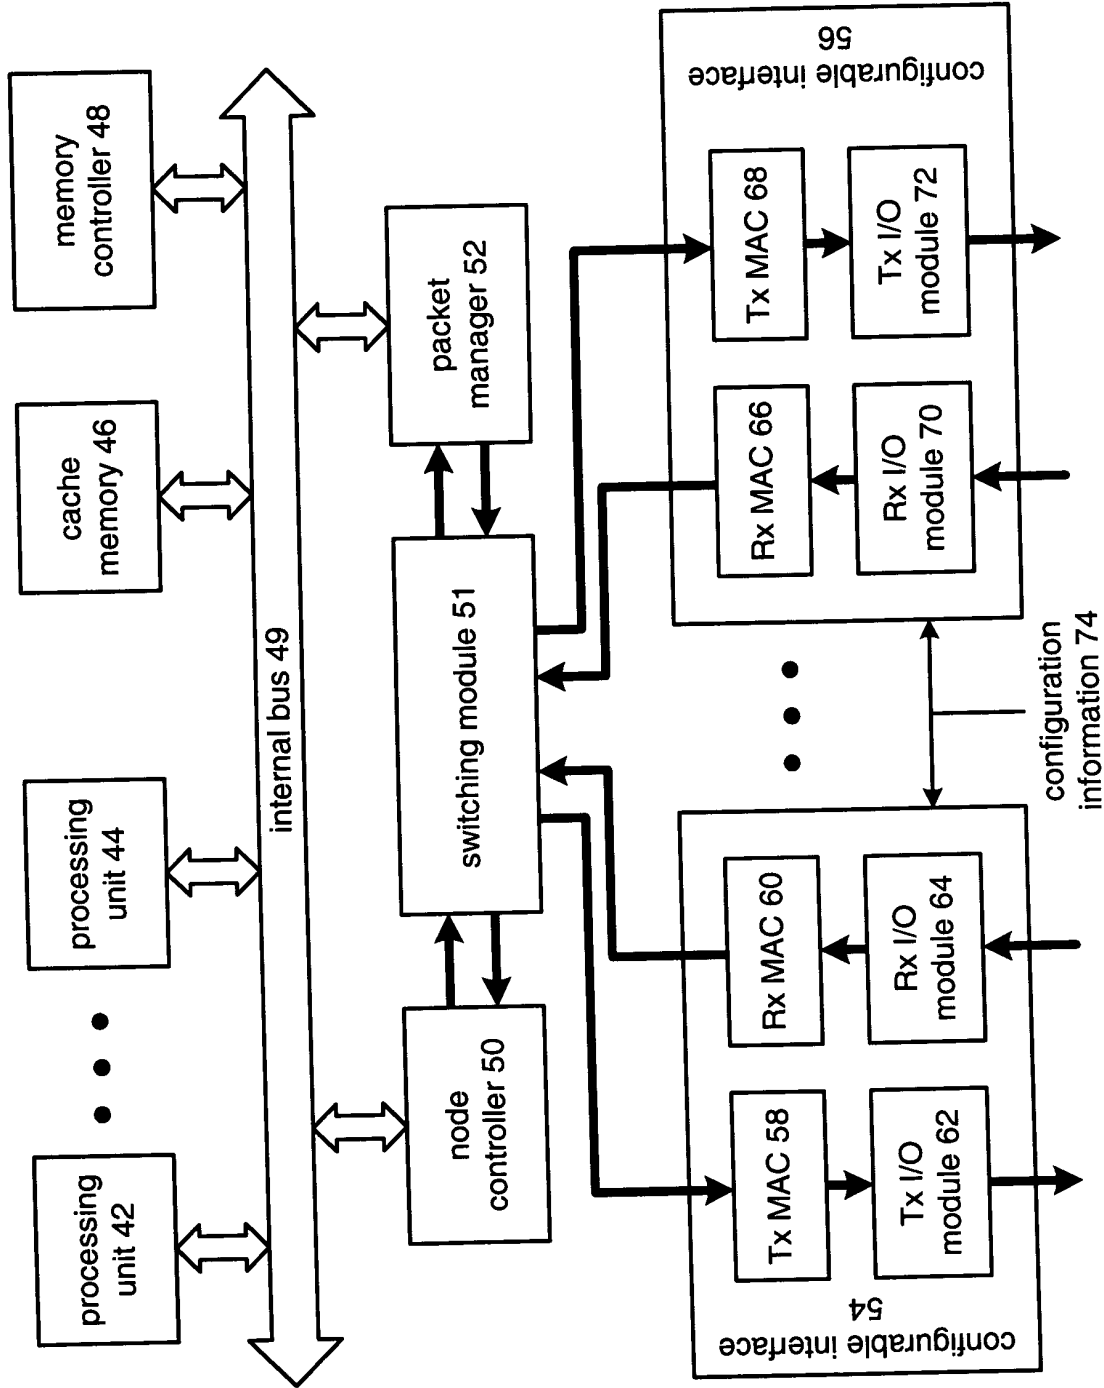 processing
unit 42
processing
unit 44
cache
memory 46
memory
controller 48
internal bus 49
node
controller 50
switching module 51
packet
manager 52
configurable interface
54
Tx MAC 58
Rx MAC 60
Tx I/O
module 62
Rx I/O
module 64
configuration
information 74
configurable interface
56
Rx MAC 66
Tx MAC 68
Rx I/O
module 70
Tx I/O
module 72